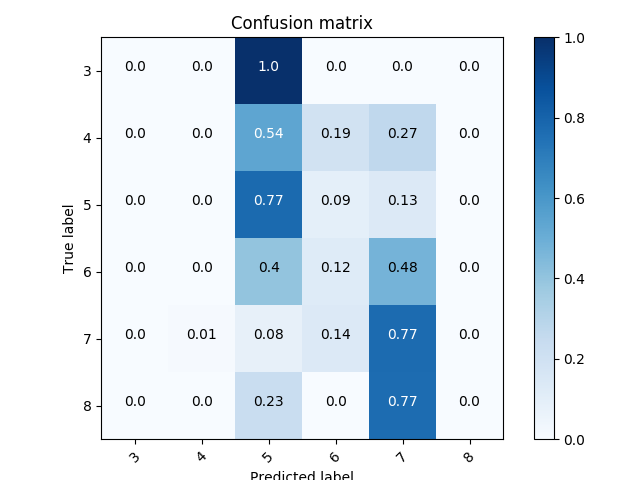 Confusion matrix
3 0.0 0.0 1.0 0.0 0.0 0.0
4 0.0 0.0 0.54 0.19 0.27 0.0
5 0.0 0.0 0.77 0.09 0.13 0.0
6 0.0 0.0 0.4 0.12 0.48 0.0
7 0.0 0.01 0.08 0.14 0.77 0.0
8 0.0 0.0 0.23 0.0 0.77 0.0
3 4 5 6 7 8
True label
Predicted label
1.0
0.8
0.6
0.4
0.2
0.0